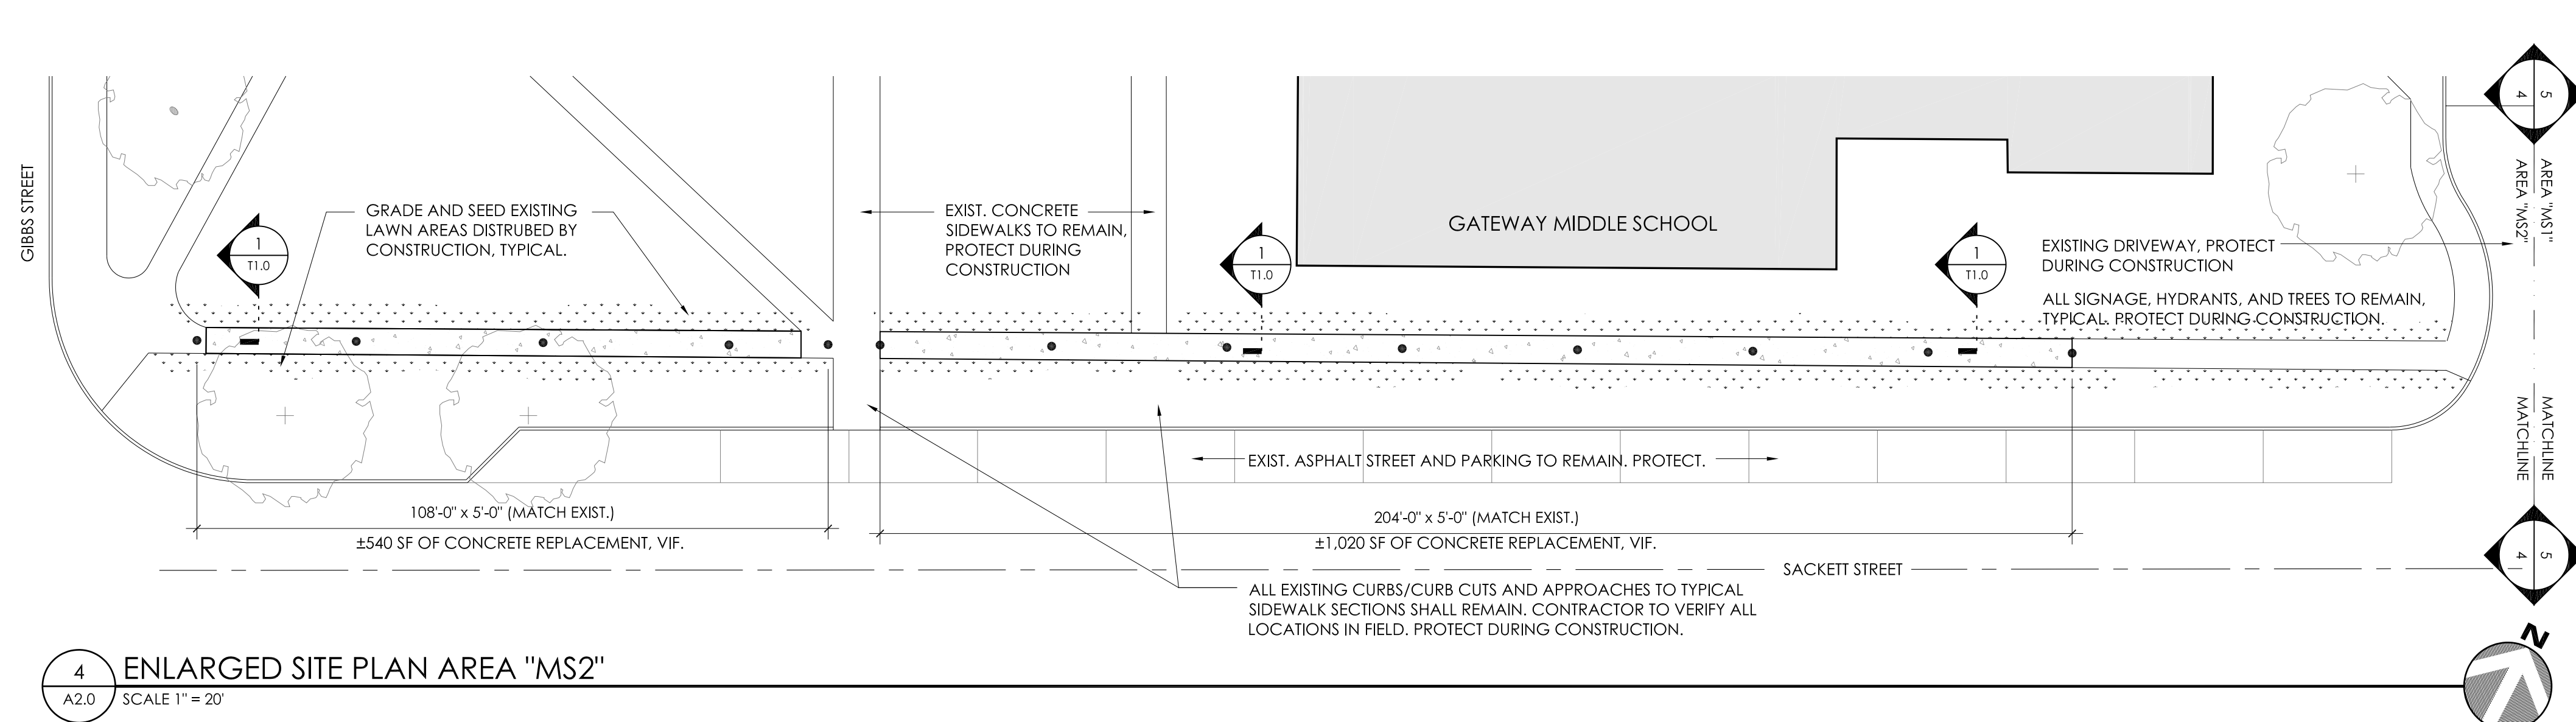 GIBBS STREET
GRADE AND SEED EXISTING
LAWN AREAS DISTRUBED BY
CONSTRUCTION, TYPICAL.
1
T1.0
EXIST. CONCRETE
SIDEWALKS TO REMAIN,
PROTECT DURING
CONSTRUCTION
1
T1.0
GATEWAY MIDDLE SCHOOL
1
T1.0
EXISTING DRIVEWAY, PROTECT
DURING CONSTRUCTION
ALL SIGNAGE, HYDRANTS, AND TREES TO REMAIN,
TYPICAL. PROTECT DURING CONSTRUCTION.
4
5
AREA "MS2"
AREA "MS1"
MATCHLINE
MATCHLINE
4
5
EXIST. ASPHALT STREET AND PARKING TO REMAIN. PROTECT.
108'-0" x 5'-0" (MATCH EXIST.)
±540 SF OF CONCRETE REPLACEMENT, VIF.
204'-0" x 5'-0" (MATCH EXIST.)
±1,020 SF OF CONCRETE REPLACEMENT, VIF.
SACKETT STREET
ALL EXISTING CURBS/CURB CUTS AND APPROACHES TO TYPICAL
SIDEWALK SECTIONS SHALL REMAIN. CONTRACTOR TO VERIFY ALL
LOCATIONS IN FIELD. PROTECT DURING CONSTRUCTION.
4
A2.0
ENLARGED SITE PLAN AREA "MS2"
SCALE 1" = 20'
N